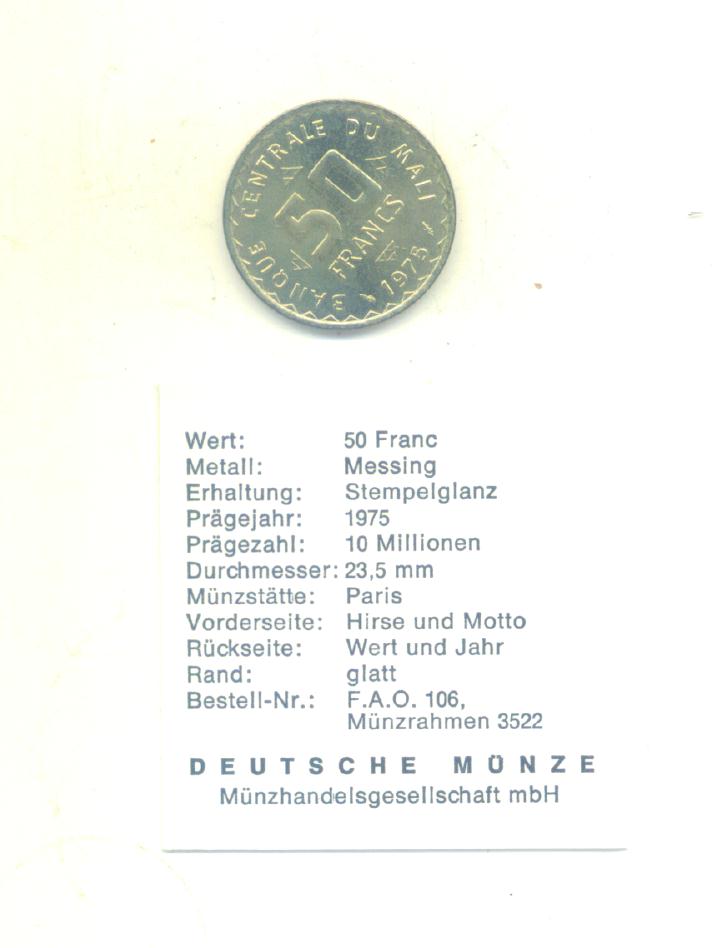 BANQUE CENTRALE DU MALI
50
FRANCS
1975
Wert: 50 Franc
Metall: Messing
Erhaltung: Stempelglanz
Prägejahr: 1975
Prägezahl: 10 Millionen
Durchmesser: 23,5 mm
Münzstätte: Paris
Vorderseite: Hirse und Motto
Rückseite: Wert und Jahr
Rand: glatt
Bestell-Nr.: F.A.O. 106,
Münzrahmen 3522
DEUTSCHE MÜNZE
Münzhandelsgesellschaft mbH